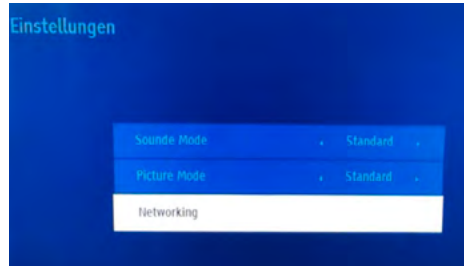 Einstellungen
Sounde Mode Standard
Picture Mode Standard
Networking